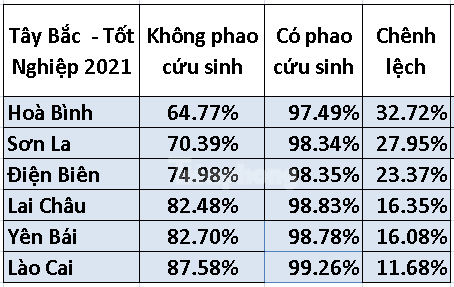 Tây Bắc - Tốt Nghiệp 2021 Không phao cứu sinh Có phao cứu sinh Chênh lệch
Hoà Bình 64.77% 97.49% 32.72%
Sơn La 70.39% 98.34% 27.95%
Điện Biên 74.98% 98.35% 23.37%
Lai Châu 82.48% 98.83% 16.35%
Yên Bái 82.70% 98.78% 16.08%
Lào Cai 87.58% 99.26% 11.68%